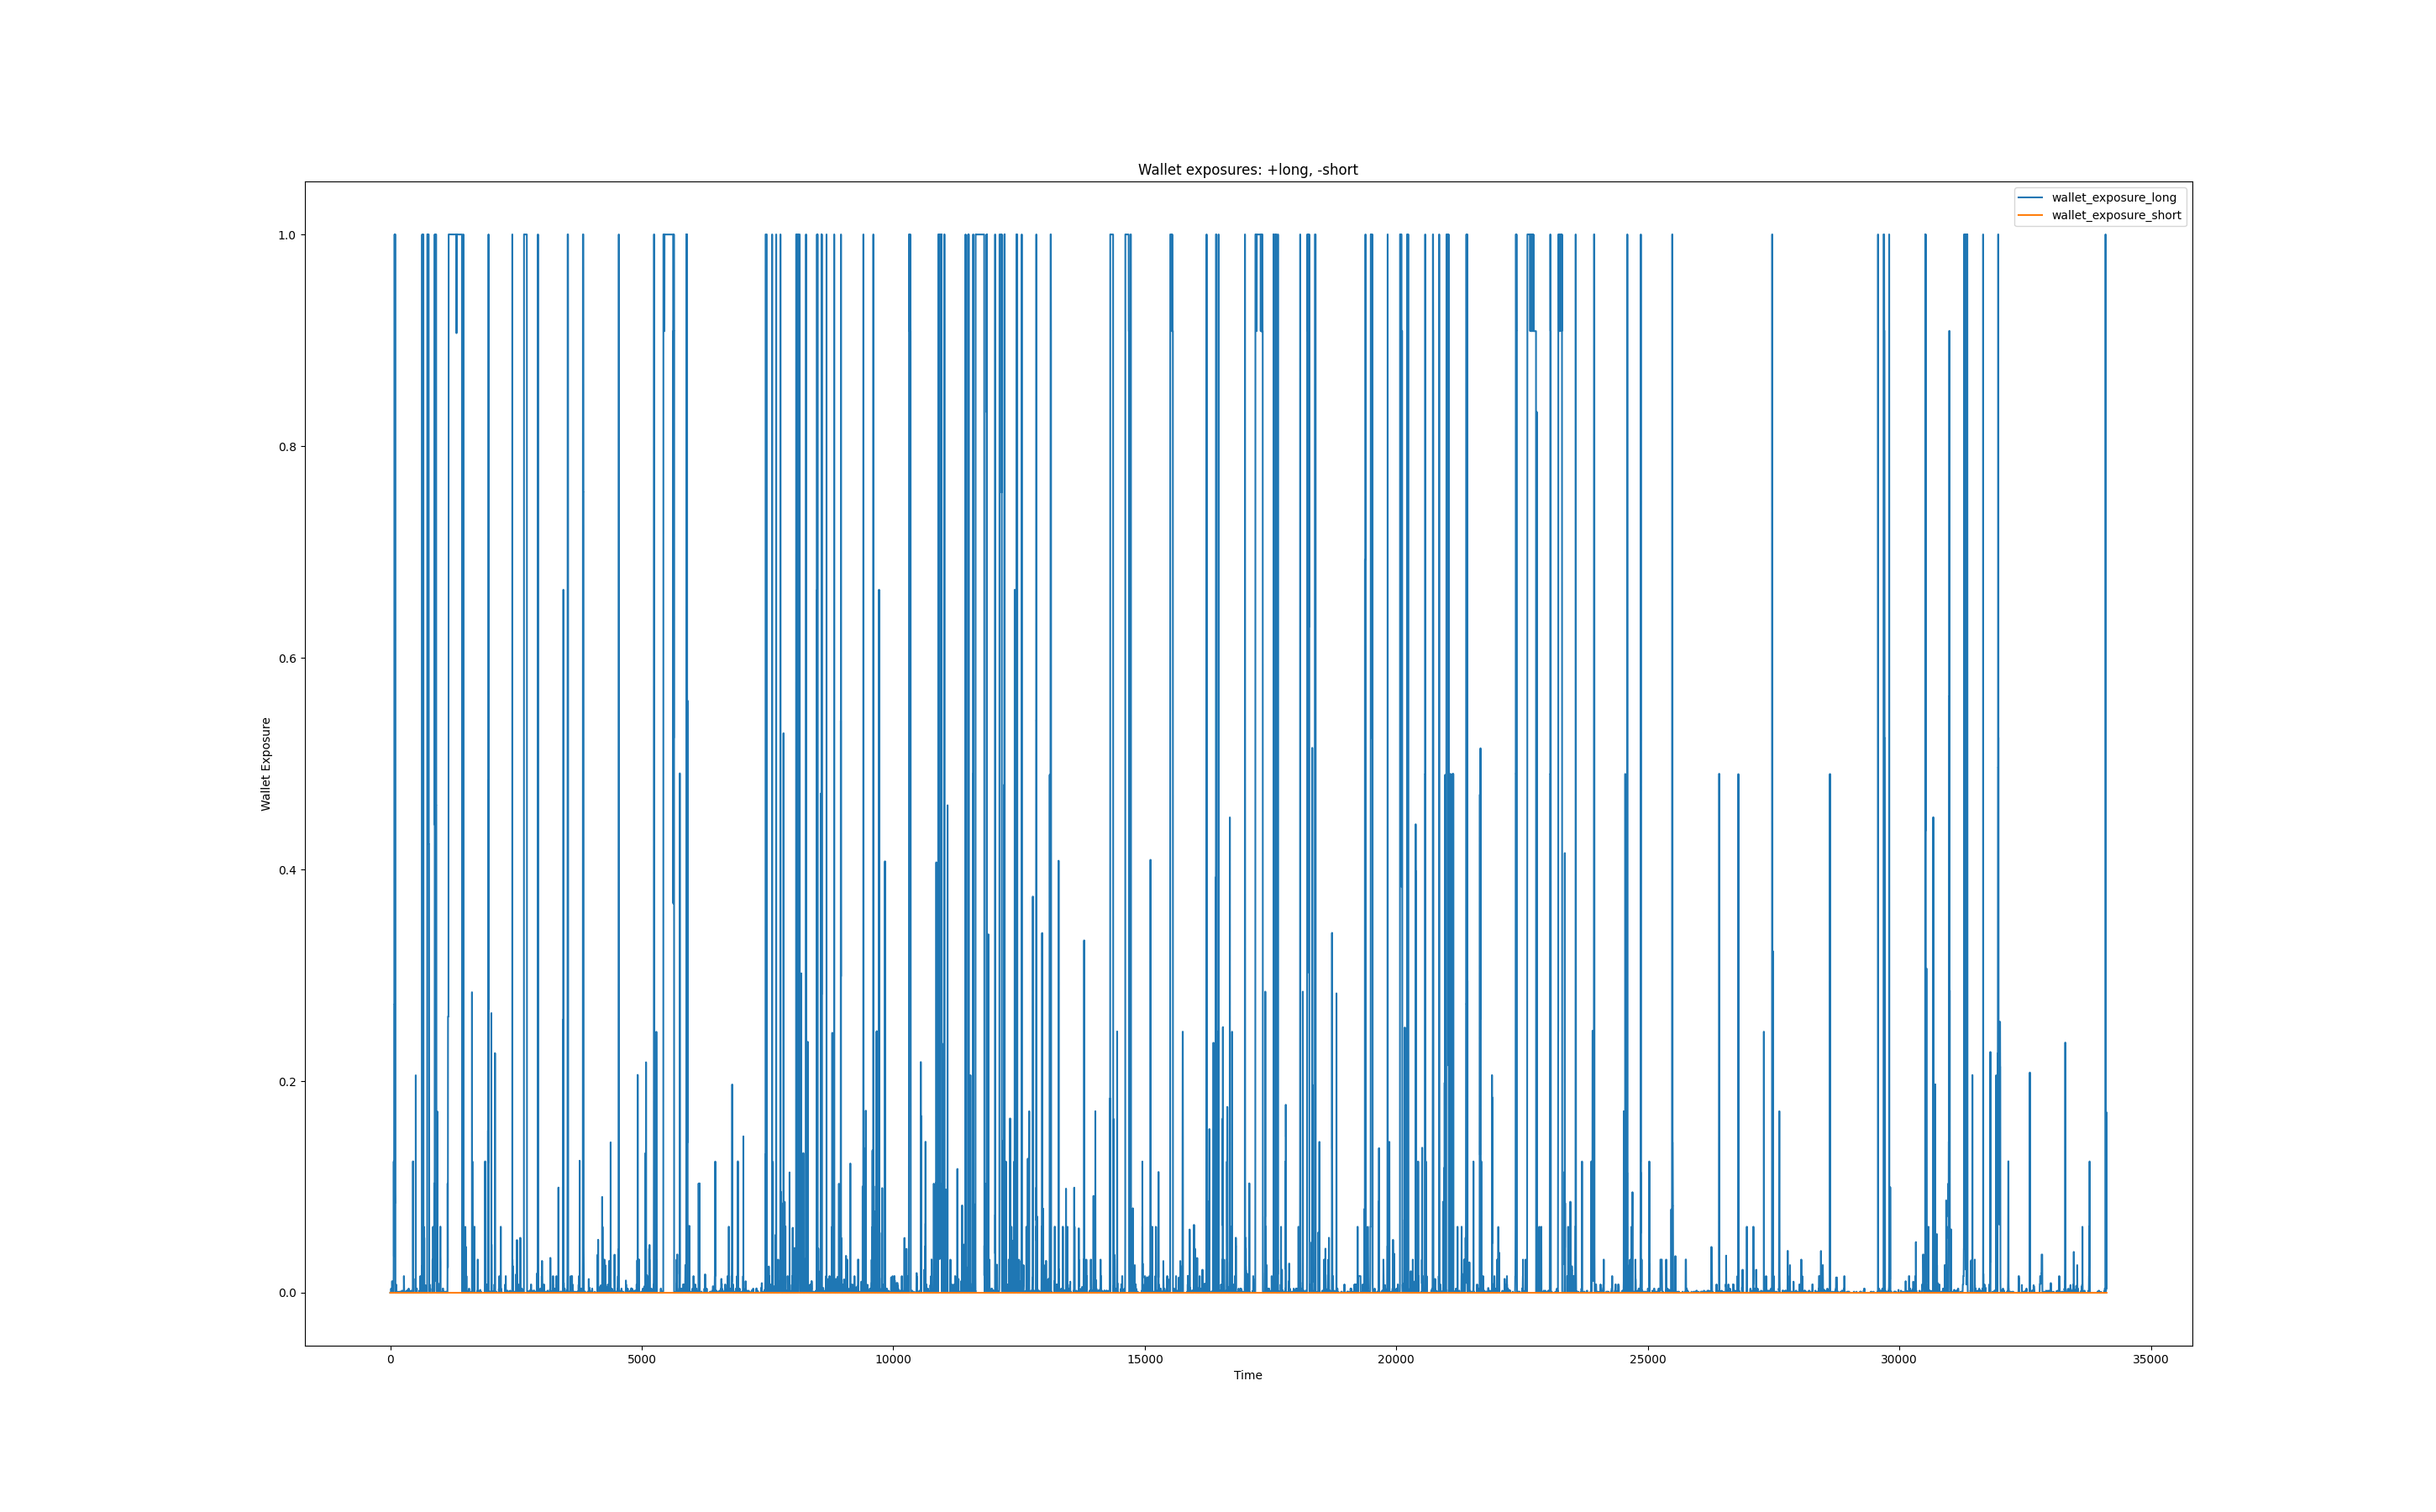 Wallet exposures: +long, -short
wallet_exposure_long
wallet_exposure_short
1.0
0.8
0.6
0.4
0.2
0.0
Wallet Exposure
0 5000 10000 15000 20000 25000 30000 35000
Time